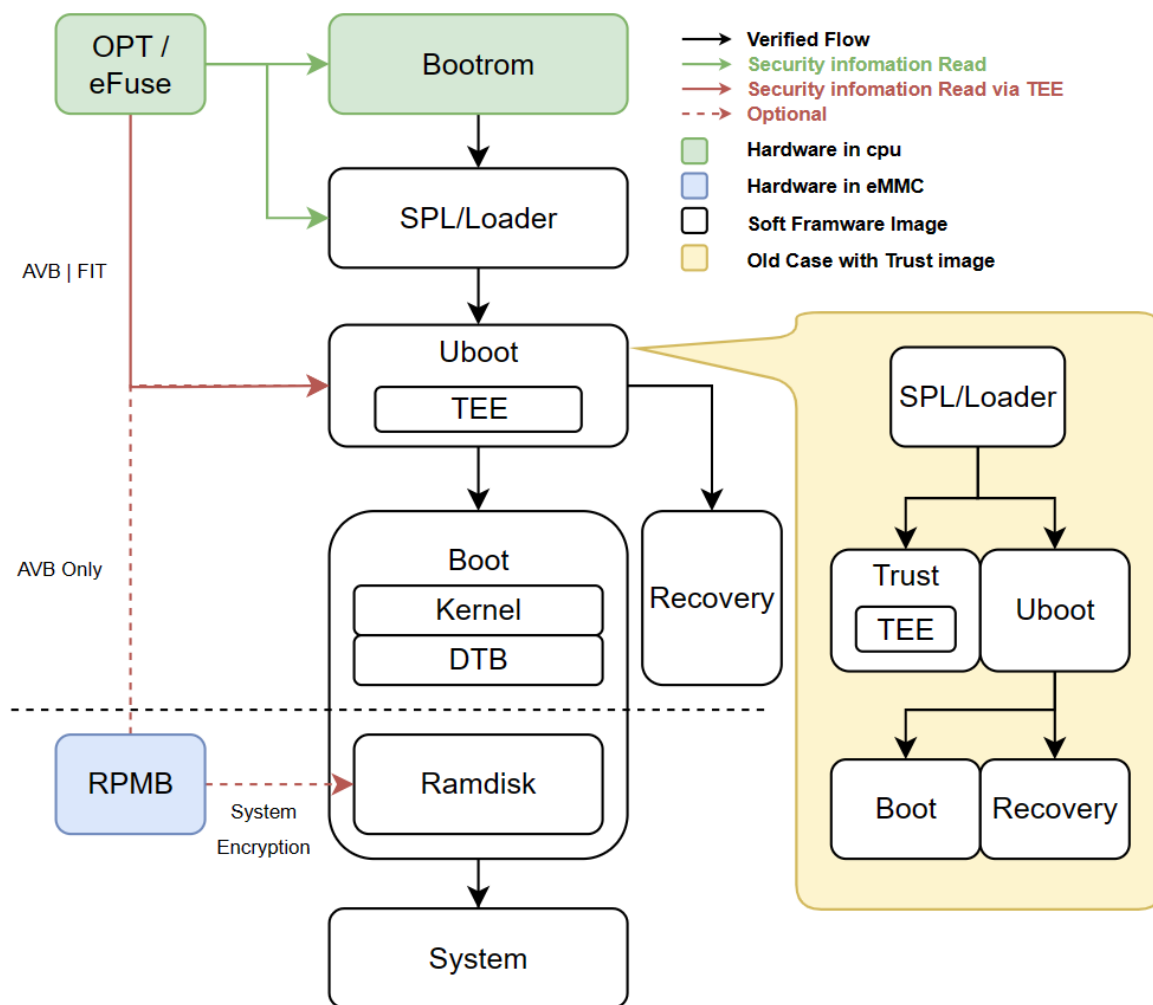 OPT /
eFuse
Bootrom
Verified Flow
Security infomation Read
Security infomation Read via TEE
Optional
Hardware in cpu
Hardware in eMMC
Soft Framware Image
Old Case with Trust image
SPL/Loader
AVB | FIT
Uboot
TEE
SPL/Loader
AVB Only
Boot
Kernel
DTB
Recovery
Trust
TEE
Uboot
RPMB
System
Encryption
Ramdisk
Boot
Recovery
System